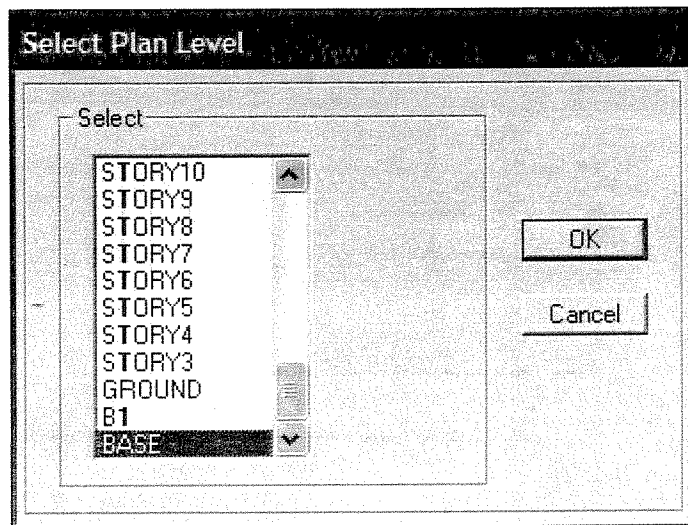 Select Plan Level
Select
STORY10
STORY9
STORY8
STORY7
STORY6
STORY5
STORY4
STORY3
GROUND
B1
BASE
OK
Cancel